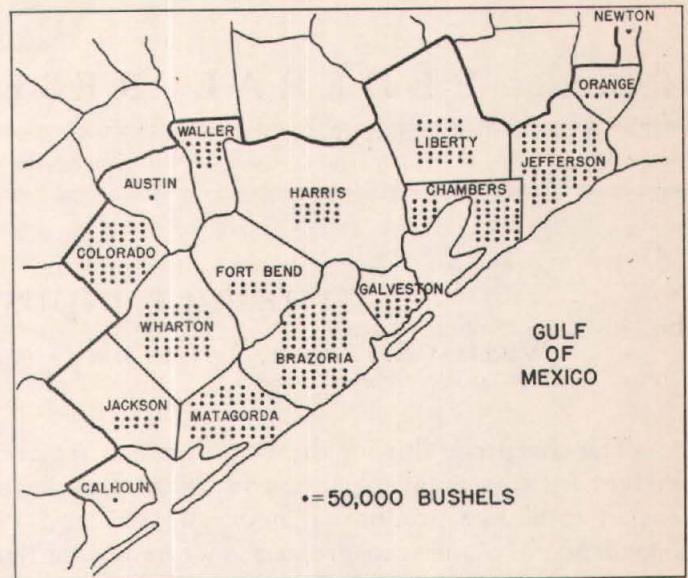 NEWTON
ORANGE
WALLER
LIBERTY
JEFFERSON
AUSTIN
HARRIS
CHAMBERS
COLORADO
FORT BEND
GALVESTON
WHARTON
BRAZORIA
GULF
OF
MEXICO
JACKSON
MATAGORDA
CALHOUN
•=50,000 BUSHELS